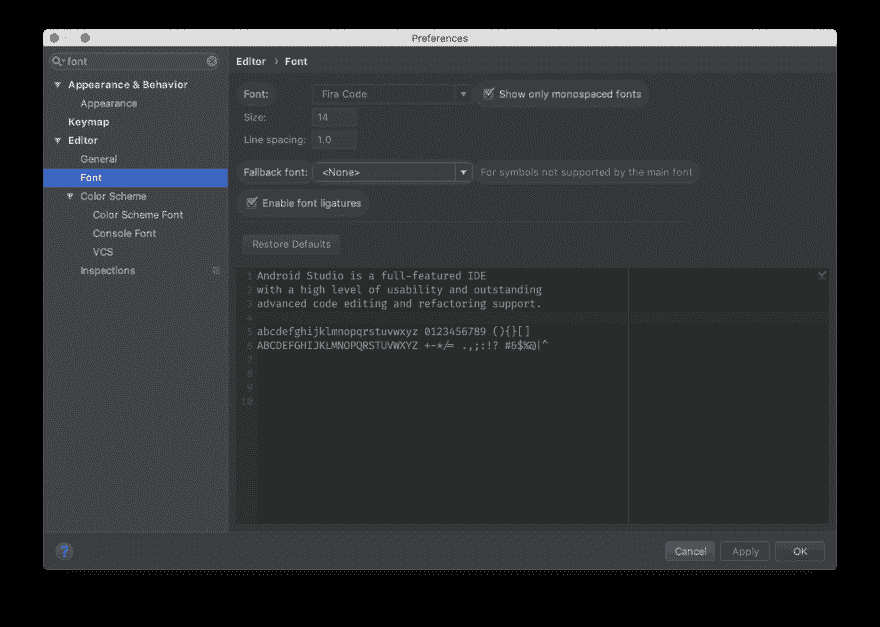 Preferences
font
Appearance & Behavior
Appearance
Keymap
Editor
General
Font
Color Scheme
Color Scheme Font
Console Font
VCS
Inspections
Editor › Font
Font: Fira Code Show only monospaced fonts
Size: 14
Line spacing: 1.0
Fallback font: <None> For symbols not supported by the main font
Enable font ligatures
Restore Defaults
1 Android Studio is a full-featured IDE
2 with a high level of usability and outstanding
3 advanced code editing and refactoring support.
4
5 abcdefghijklmnopqrstuvwxyz 0123456789 (){}[]
6 ABCDEFGHIJKLMNOPQRSTUVWXYZ +-*/= .,;:!? #&$%@|^
7
8
9
10
? Cancel Apply OK